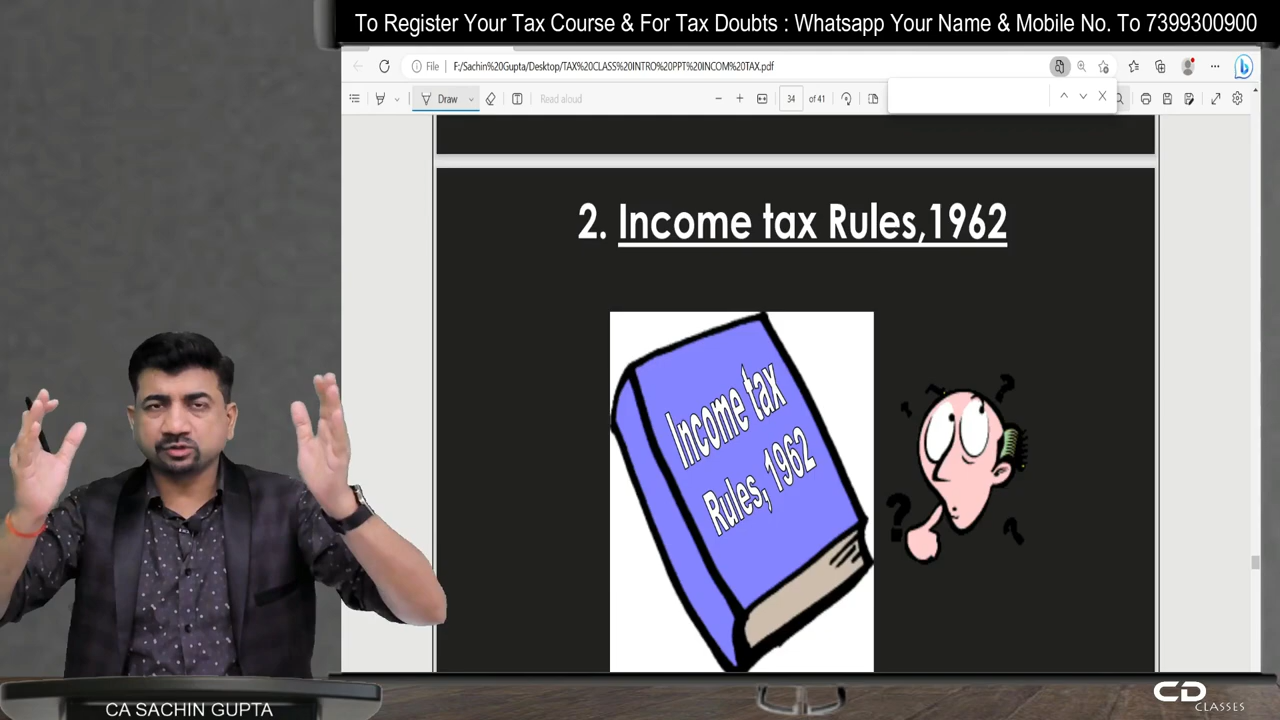 To Register Your Tax Course & For Tax Doubts : Whatsapp Your Name & Mobile No. To 7399300900
File F:/Sachin%20Gupta/Desktop/TAX%20CLASS%20INTRO%20PPT%20INCOM%20TAX.pdf
Draw Read aloud 34 of 41
2. Income tax Rules,1962
Income tax
Rules, 1962
CA SACHIN GUPTA
CD
CLASSES